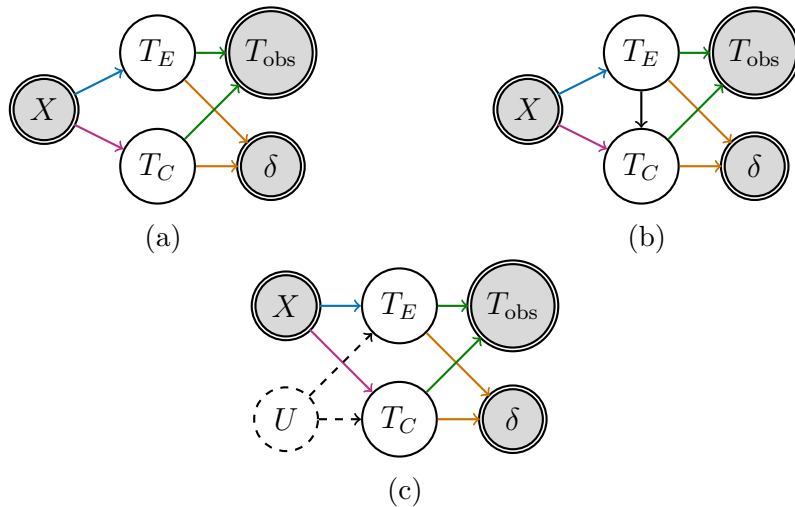 T_E T_obs T_E T_obs
X X
T_C δ T_C δ
(a) (b)
X T_E T_obs
U T_C δ
(c)